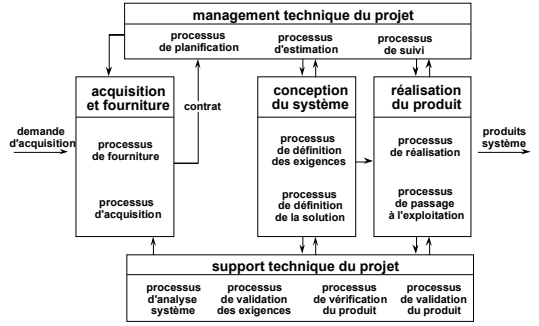 management technique du projet
processus
de planification
processus
d'estimation
processus
de suivi
acquisition
et fourniture
contrat
conception
du système
réalisation
du produit
demande
d'acquisition
processus
de fourniture
processus
d'acquisition
processus
de définition
des exigences
processus
de définition
de la solution
processus
de réalisation
processus
de passage
à l'exploitation
produits
système
support technique du projet
processus
d'analyse
système
processus
de validation
des exigences
processus
de vérification
du produit
processus
de validation
du produit